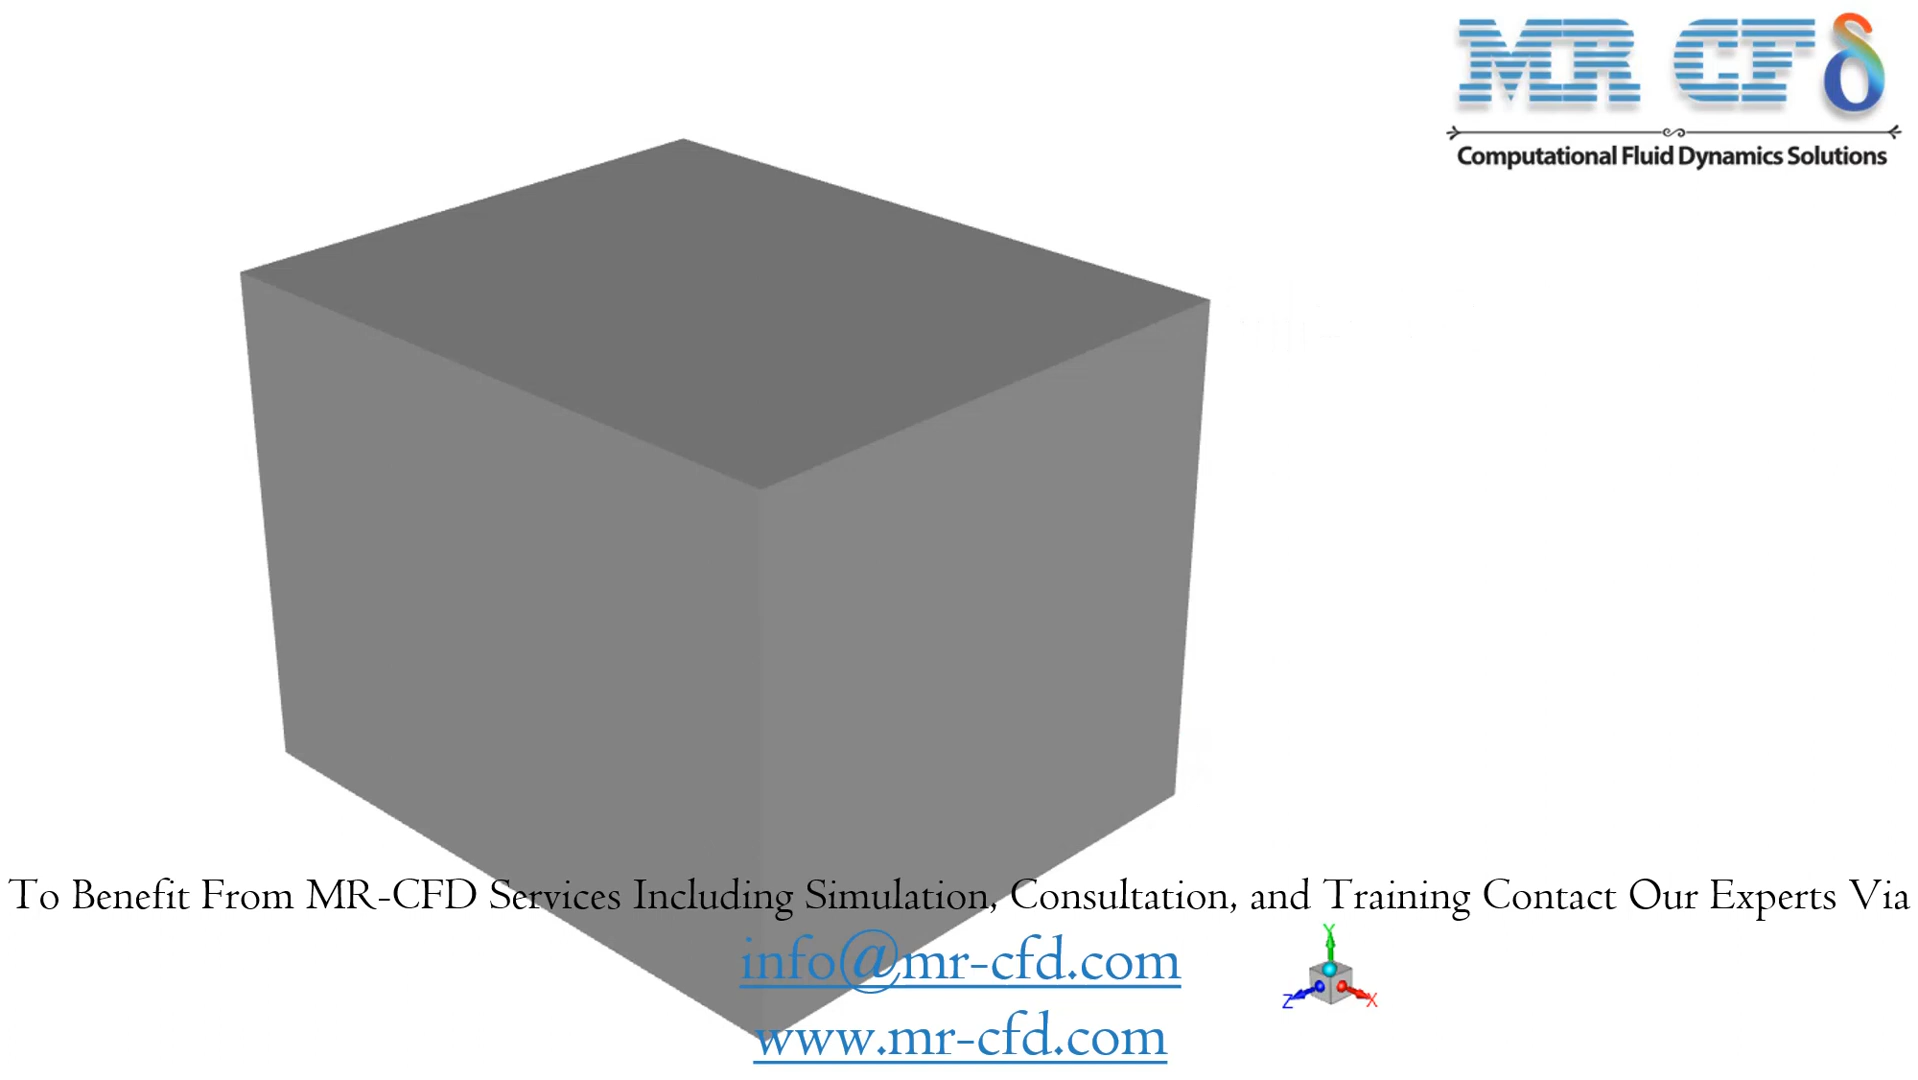 MR CFδ
Computational Fluid Dynamics Solutions
To Benefit From MR-CFD Services Including Simulation, Consultation, and Training Contact Our Experts Via
info@mr-cfd.com
Y
Z X
www.mr-cfd.com